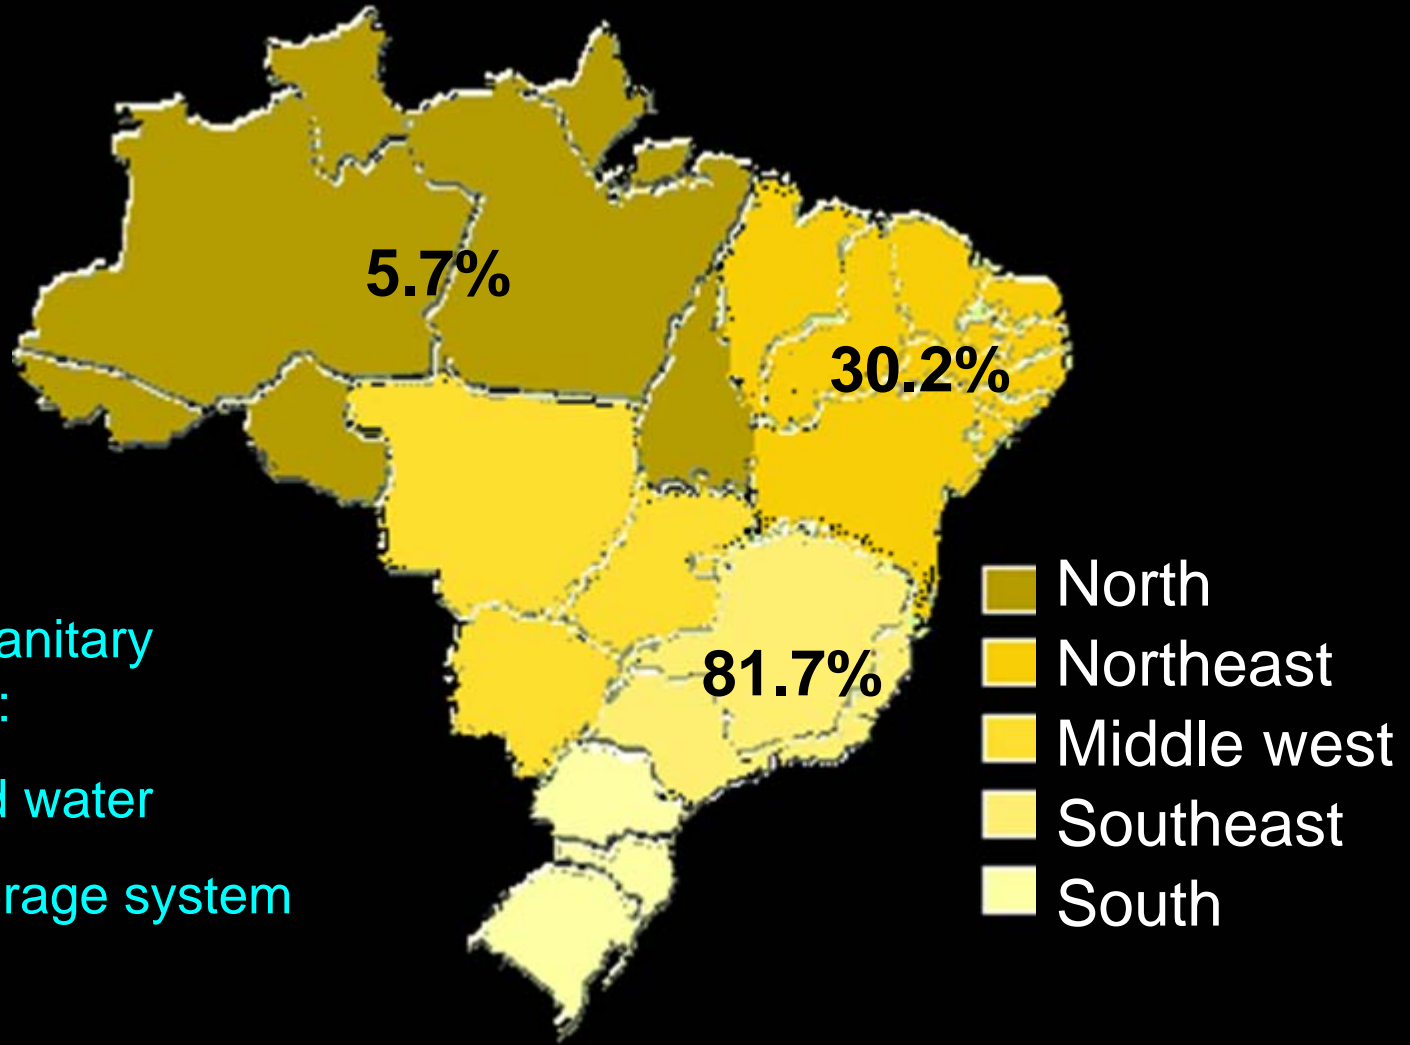 5.7%
30.2%
81.7%
anitary
:
d water
rage system
North
Northeast
Middle west
Southeast
South